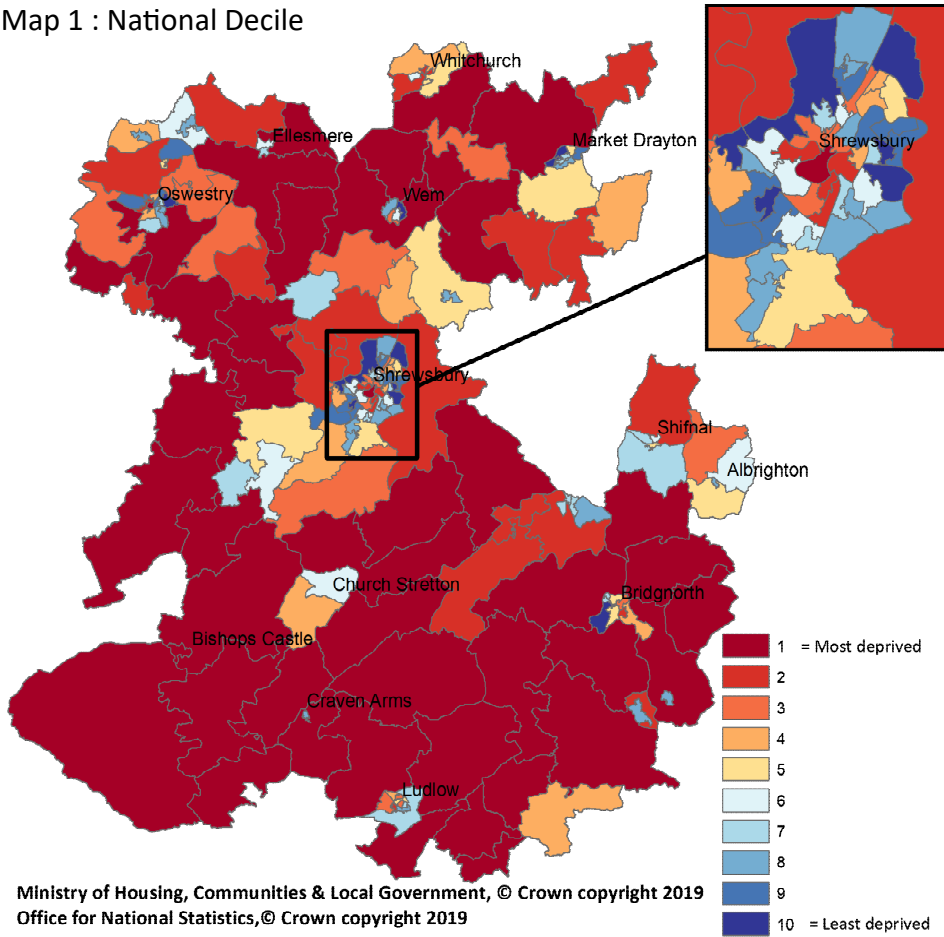 Map 1 : National Decile
Whitchurch
Ellesmere
Market Drayton
Shrewsbury
Oswestry
Wem
Shrewsbury
Shifnal
Albrighton
Church Stretton
Bridgnorth
Bishops Castle
Craven Arms
Ludlow
1 = Most deprived
2
3
4
5
6
7
8
9
10 = Least deprived
Ministry of Housing, Communities & Local Government, © Crown copyright 2019
Office for National Statistics,© Crown copyright 2019